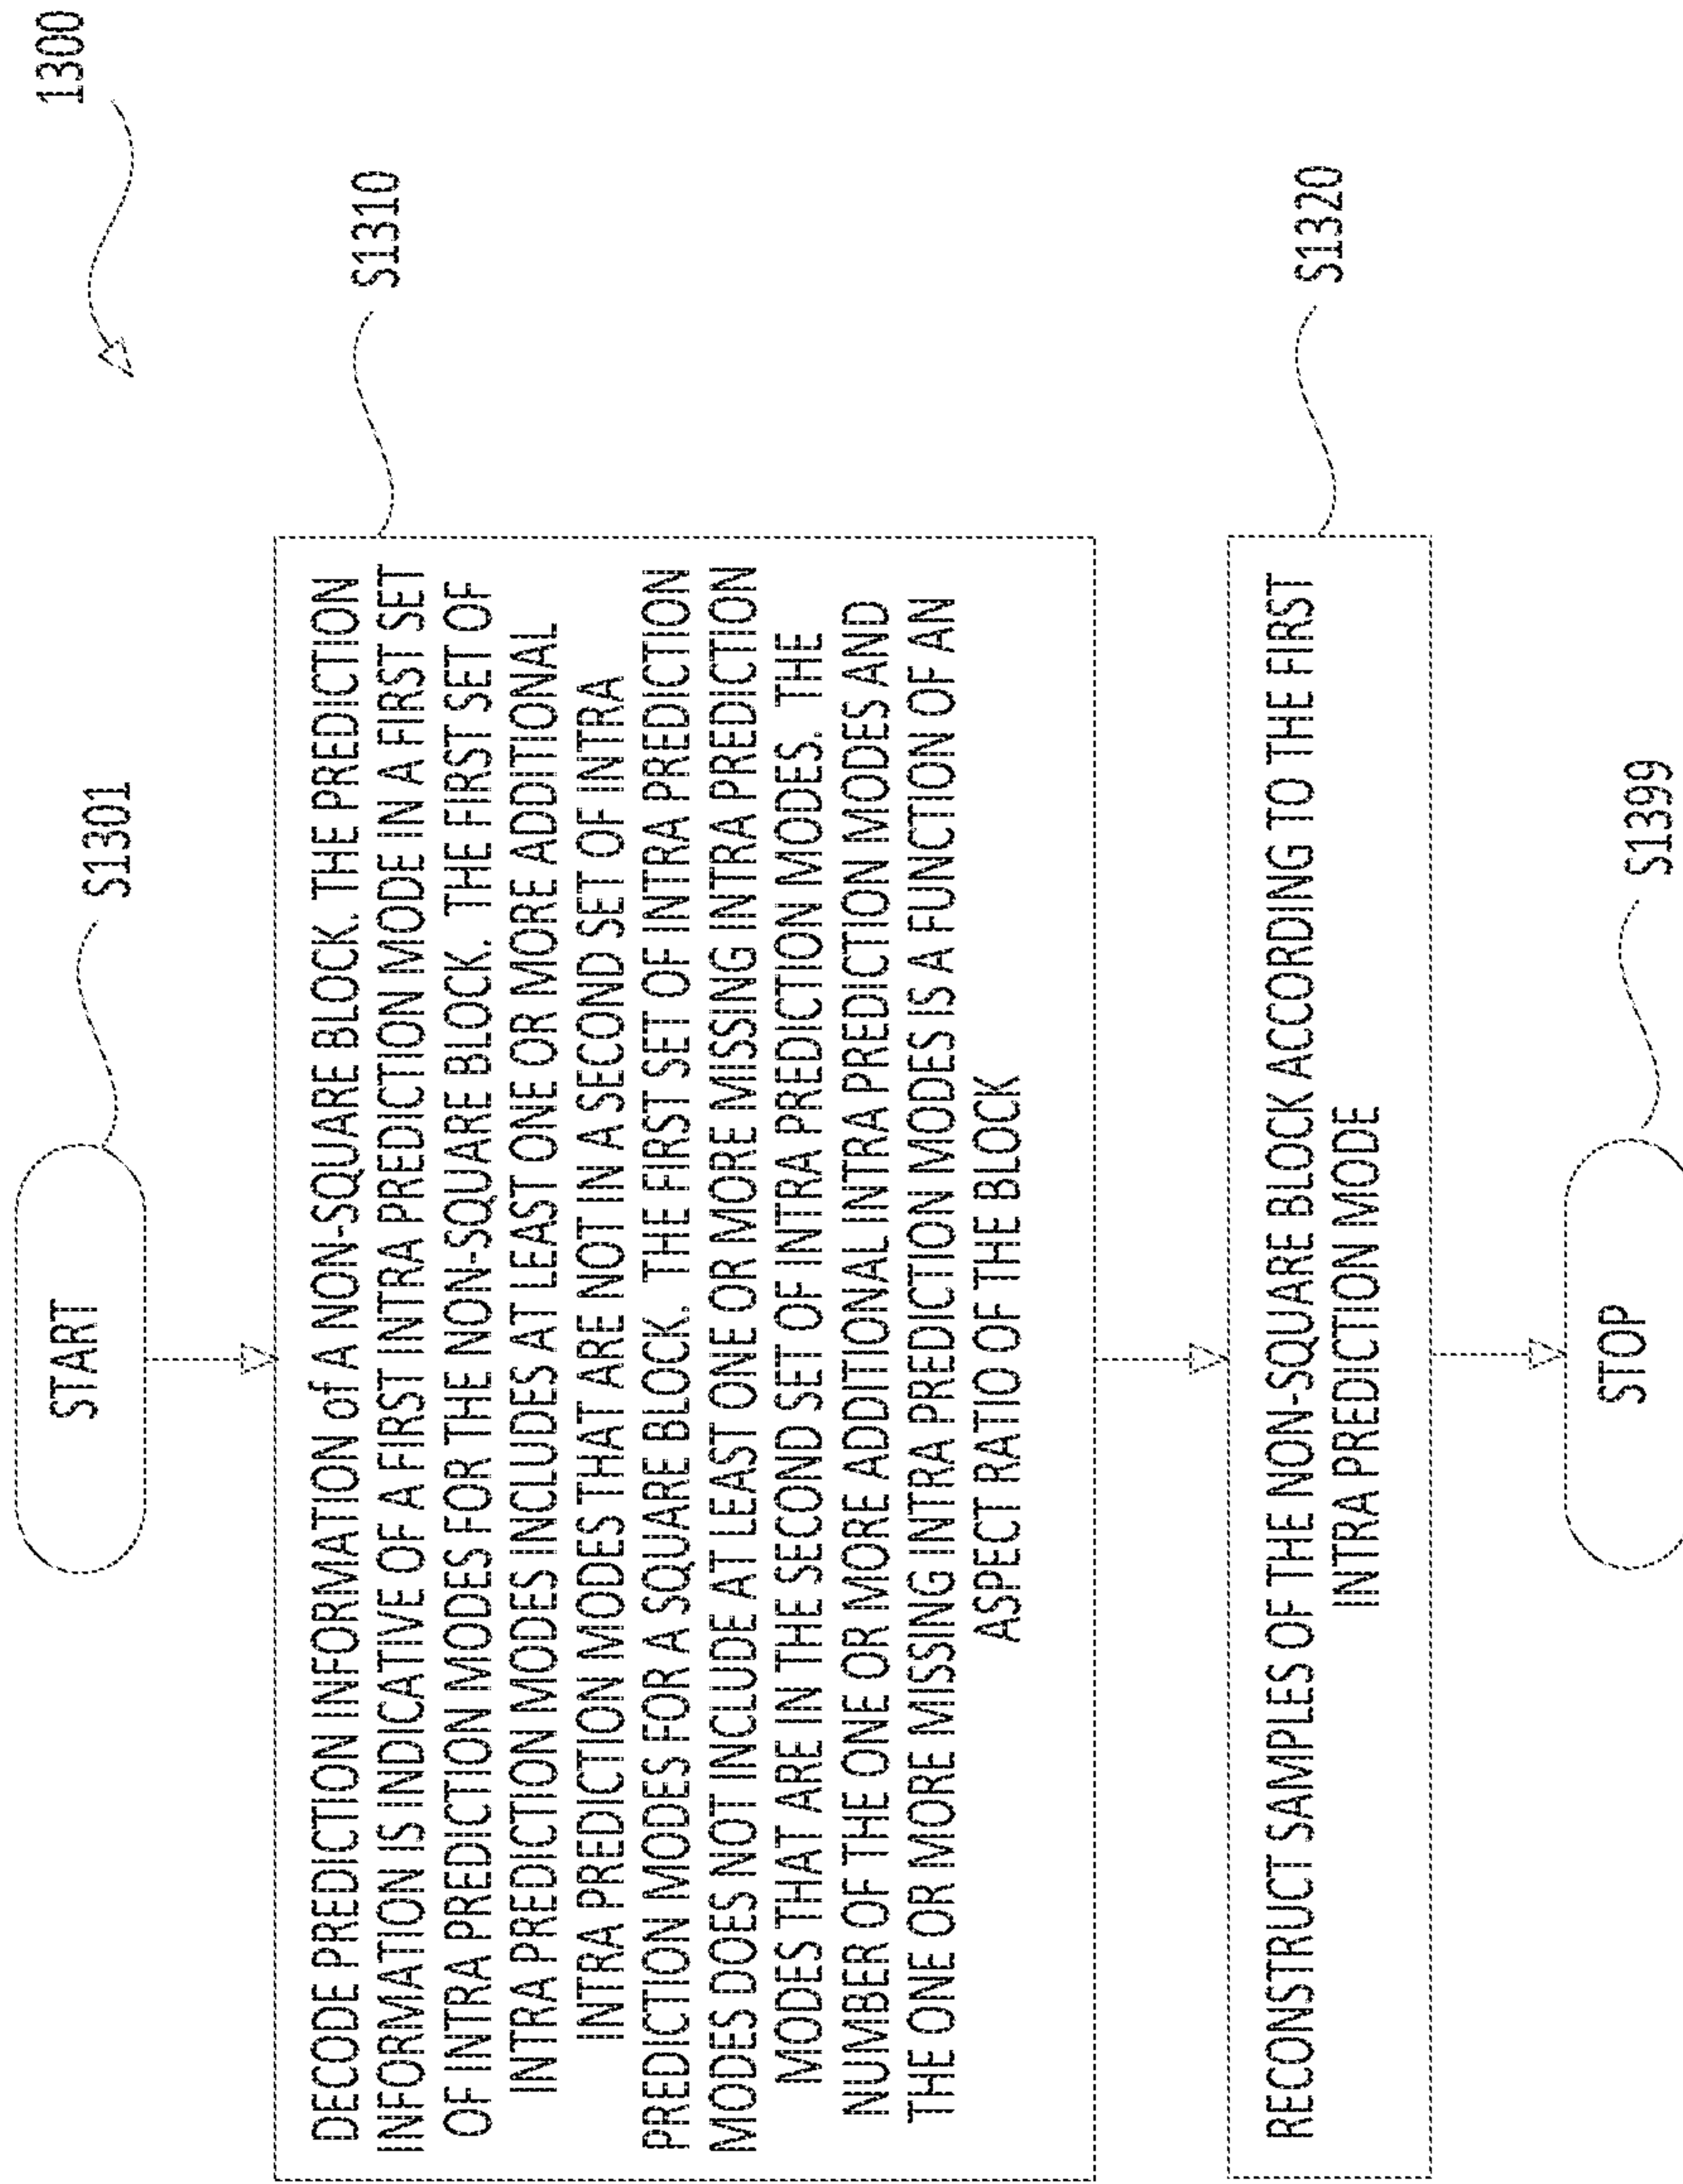 1300
START
S1301
DECODE PREDICTION INFORMATION of A NON-SQUARE BLOCK. THE PREDICTION
INFORMATION IS INDICATIVE OF A FIRST INTRA PREDICTION MODE IN A FIRST SET
OF INTRA PREDICTION MODES FOR THE NON-SQUARE BLOCK. THE FIRST SET OF
INTRA PREDICTION MODES INCLUDES AT LEAST ONE OR MORE ADDITIONAL
INTRA PREDICTION MODES THAT ARE NOT IN A SECOND SET OF INTRA
PREDICTION MODES FOR A SQUARE BLOCK. THE FIRST SET OF INTRA PREDICTION
MODES DOES NOT INCLUDE AT LEAST ONE OR MORE MISSING INTRA PREDICTION
MODES THAT ARE IN THE SECOND SET OF INTRA PREDICTION MODES. THE
NUMBER OF THE ONE OR MORE ADDITIONAL INTRA PREDICTION MODES AND
THE ONE OR MORE MISSING INTRA PREDICTION MODES IS A FUNCTION OF AN
ASPECT RATIO OF THE BLOCK
S1310
RECONSTRUCT SAMPLES OF THE NON-SQUARE BLOCK ACCORDING TO THE FIRST
INTRA PREDICTION MODE
S1320
STOP
S1399